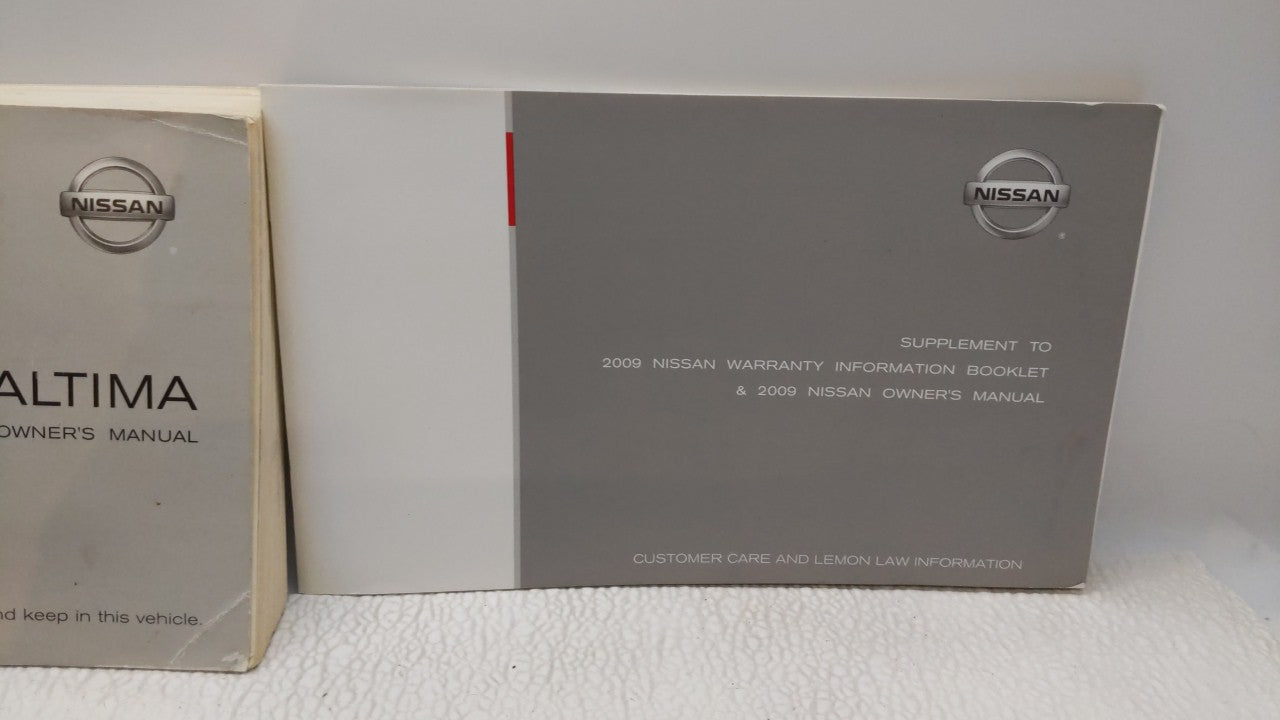 NISSAN
ALTIMA
OWNER'S MANUAL
nd keep in this vehicle.
NISSAN
®
SUPPLEMENT TO
2009 NISSAN WARRANTY INFORMATION BOOKLET
& 2009 NISSAN OWNER'S MANUAL
CUSTOMER CARE AND LEMON LAW INFORMATION